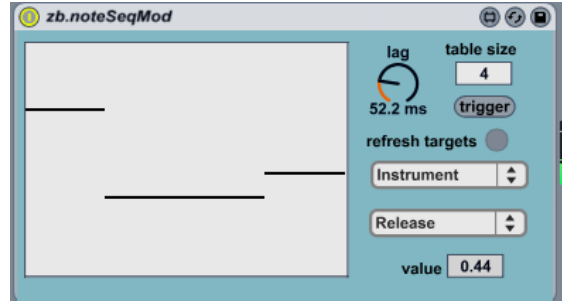 zb.noteSeqMod
lag
table size
4
52.2 ms
trigger
refresh targets
Instrument
Release
value 0.44